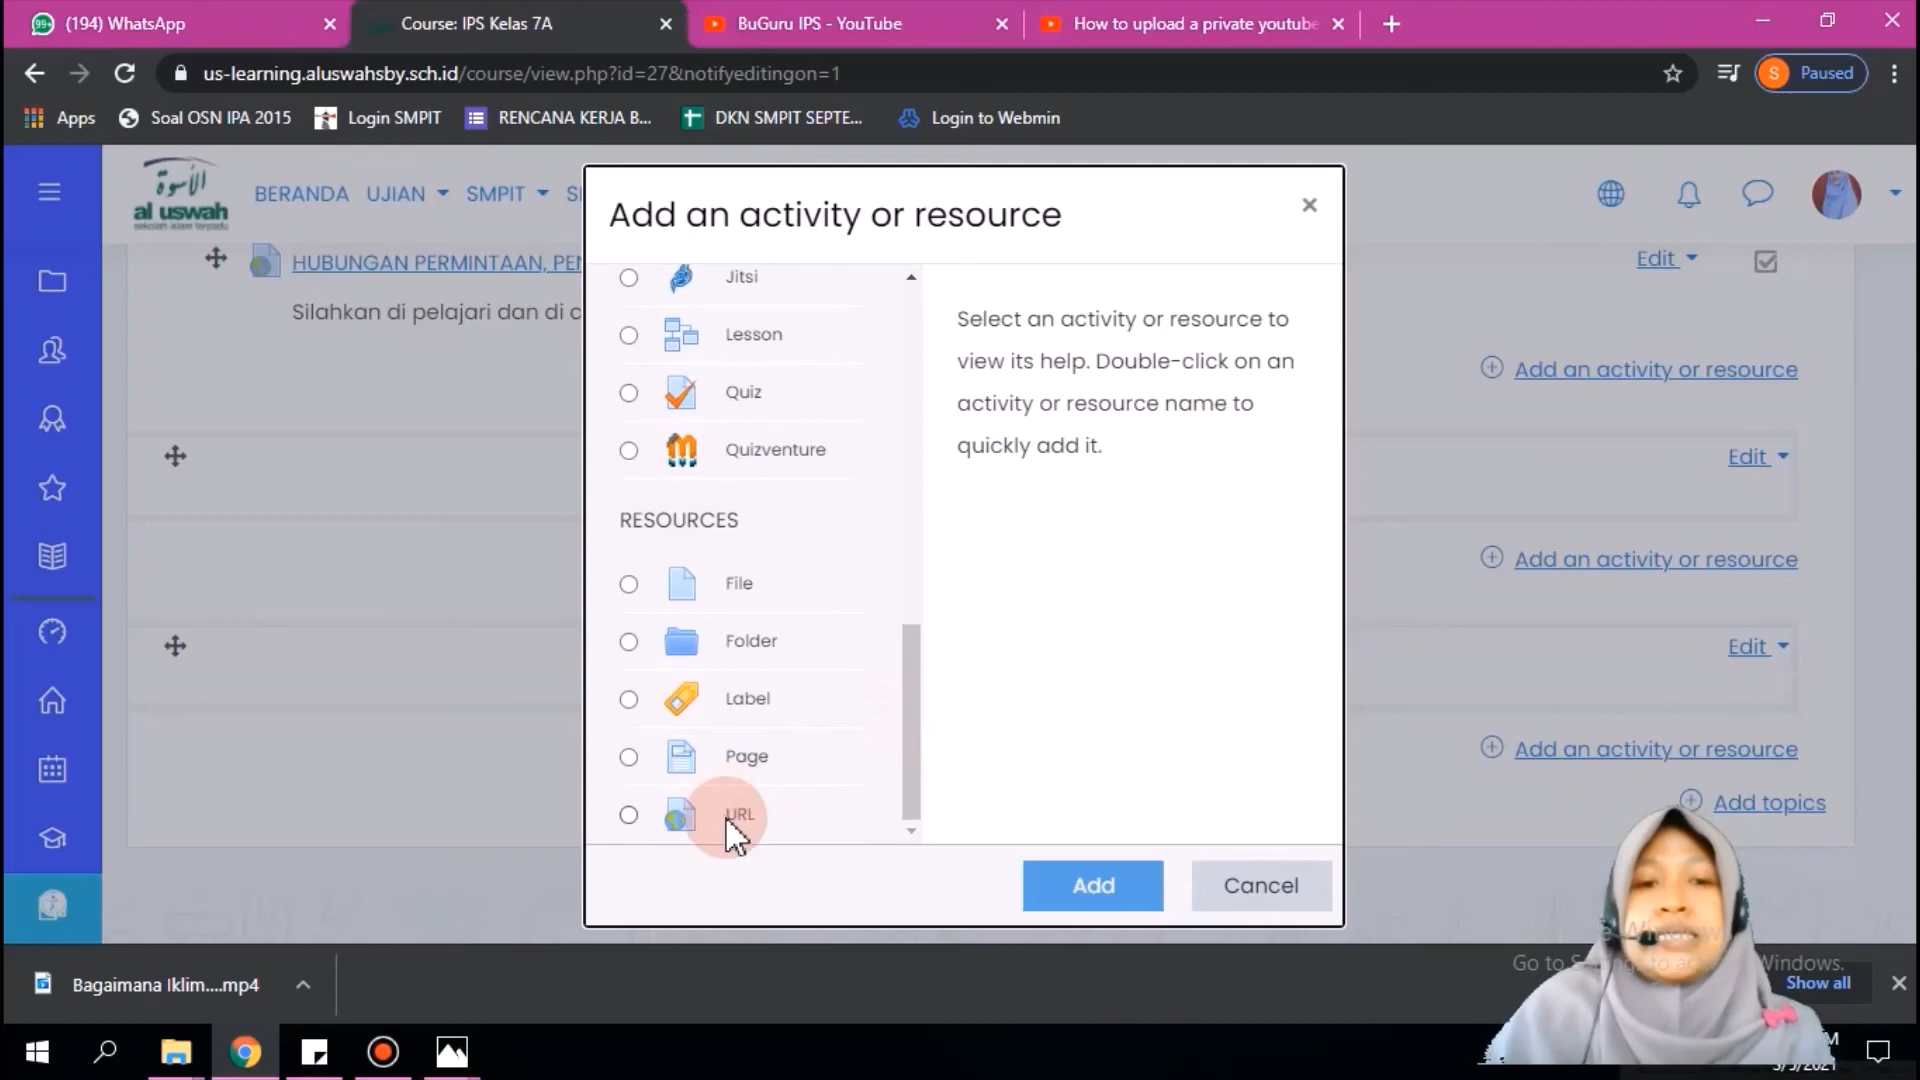 (194) WhatsApp
Course: IPS Kelas 7A
BuGuru IPS - YouTube
How to upload a private youtube
us-learning.aluswahsby.sch.id/course/view.php?id=27&notifyeditingon=1
S Paused
Apps
Soal OSN IPA 2015
Login SMPIT
RENCANA KERJA B...
DKN SMPIT SEPTE...
Login to Webmin
الأسوة
al uswah
sekolah islam terpadu
BERANDA
UJIAN
SMPIT
Add an activity or resource
HUBUNGAN PERMINTAAN, PEN
Silahkan di pelajari dan di c
Edit
Add an activity or resource
Edit
Add an activity or resource
Edit
Add an activity or resource
Add topics
Jitsi
Lesson
Quiz
Quizventure
RESOURCES
File
Folder
Label
Page
URL
Select an activity or resource to
view its help. Double-click on an
activity or resource name to
quickly add it.
Add
Cancel
Bagaimana Iklim....mp4
Go to
Windows.
Show all